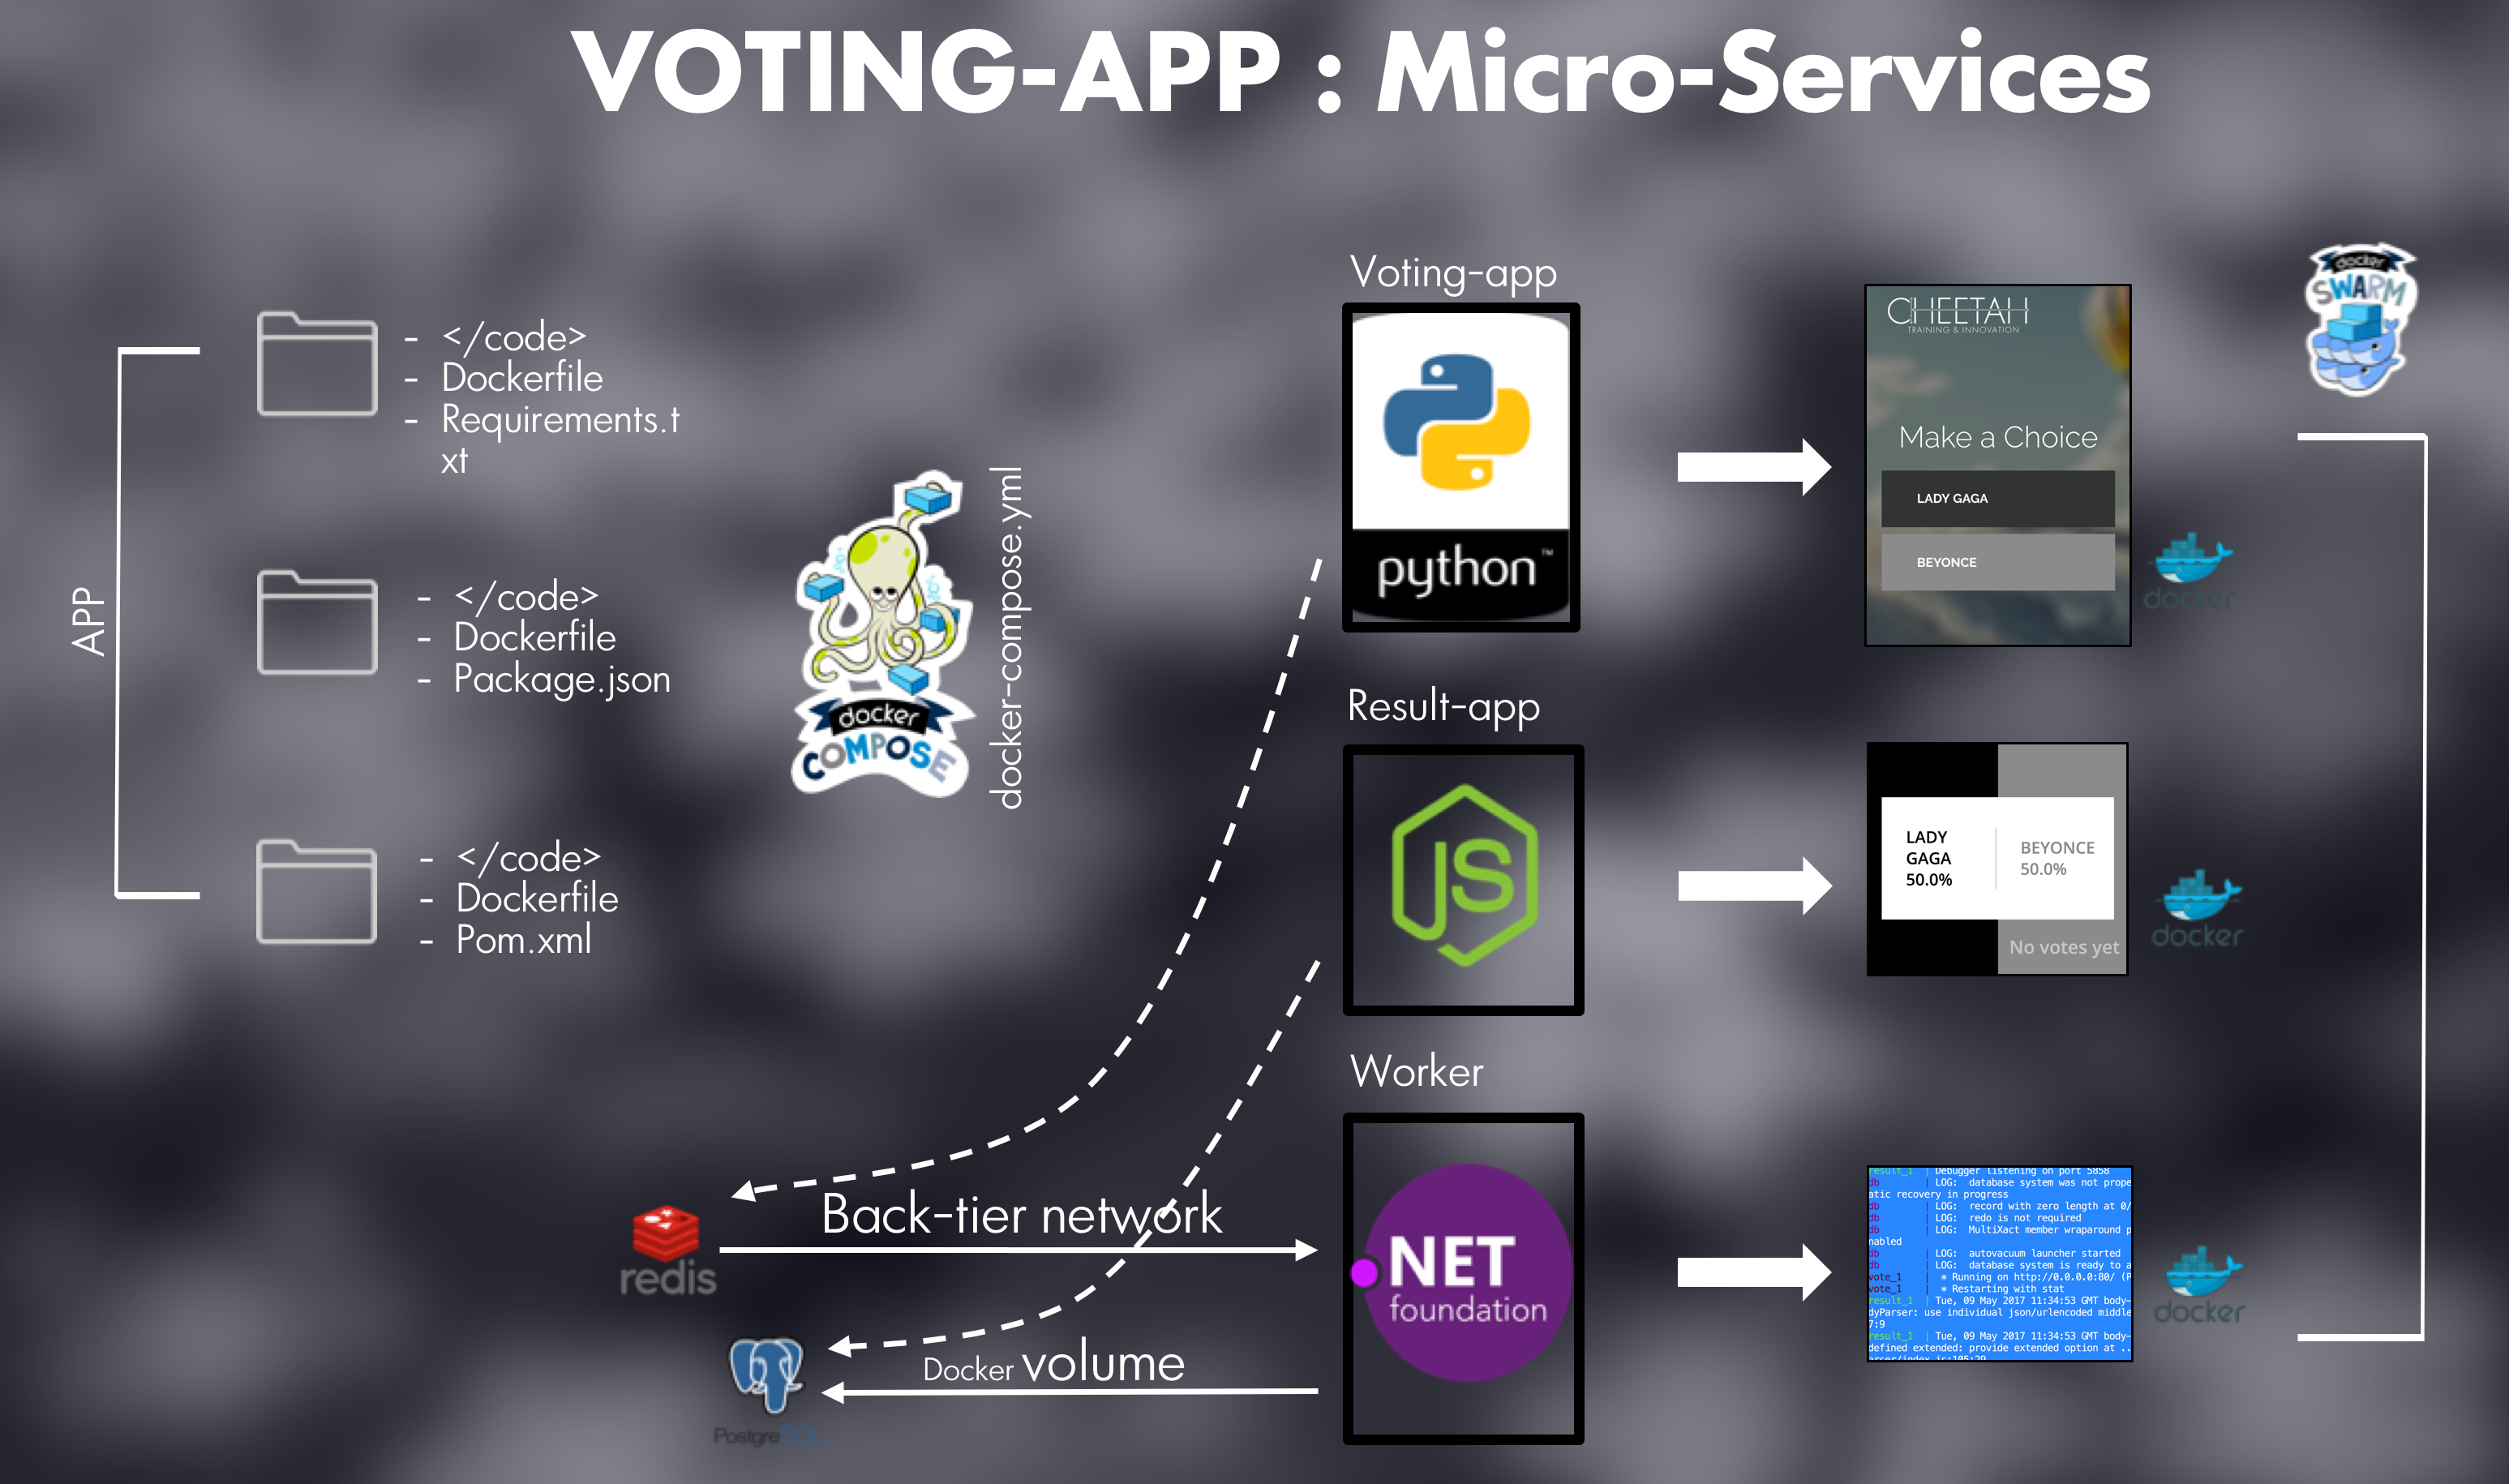 VOTING-APP : Micro-Services
APP
- </code>
- Dockerfile
- Requirements.t
xt
- </code>
- Dockerfile
- Package.json
- </code>
- Dockerfile
- Pom.xml
docker
COMPOSE
docker-compose.yml
Voting-app
python™
Result-app
JS
Worker
NET
foundation
redis
Back-tier network
PostgreSQL
Docker volume
CHEETAH
TRAINING & INNOVATION
Make a Choice
LADY GAGA
BEYONCE
docker
LADY
GAGA
50.0%
BEYONCE
50.0%
No votes yet
docker
result_1 | Debugger listening on port 5858
db | LOG: database system was not prope
atic recovery in progress
db | LOG: record with zero length at 0/
db | LOG: redo is not required
db | LOG: MultiXact member wraparound p
nabled
db | LOG: autovacuum launcher started
db | LOG: database system is ready to a
vote_1 | * Running on http://0.0.0.0:80/ (P
vote_1 | * Restarting with stat
result_1 | Tue, 09 May 2017 11:34:53 GMT body-
dyParser: use individual json/urlencoded middle
7:9
result_1 | Tue, 09 May 2017 11:34:53 GMT body-
defined extended: provide extended option at ..
arser/index.js:105:29
docker
docker
SWARM